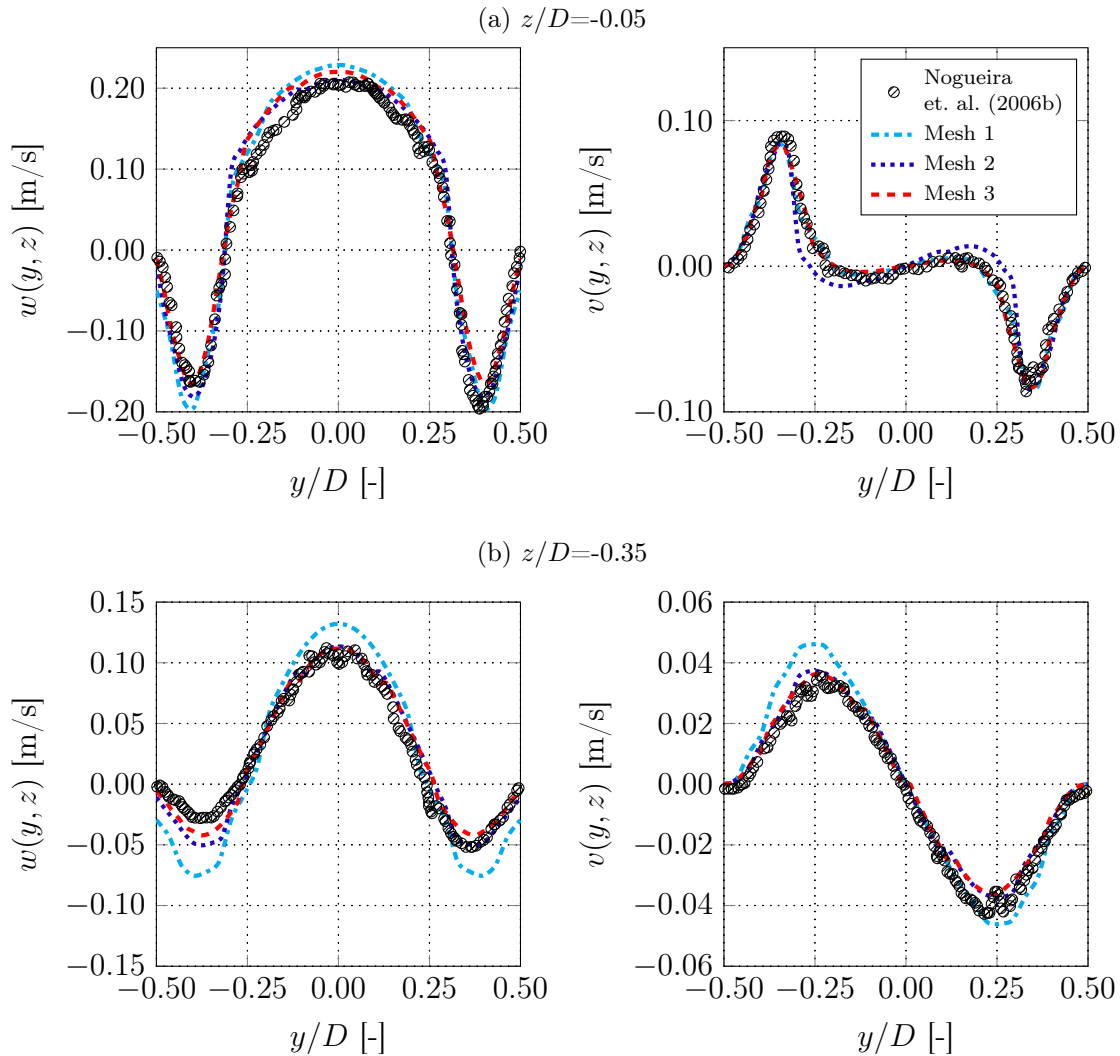 (a) z/D=-0.05
w(y, z) [m/s]
0.20
0.10
0.00
−0.10
−0.20
−0.50
−0.25
0.00
0.25
0.50
y/D [-]
v(y, z) [m/s]
0.10
0.00
−0.10
−0.50
−0.25
0.00
0.25
0.50
y/D [-]
Nogueira
et. al. (2006b)
Mesh 1
Mesh 2
Mesh 3
(b) z/D=-0.35
w(y, z) [m/s]
0.15
0.10
0.05
0.00
−0.05
−0.10
−0.15
−0.50
−0.25
0.00
0.25
0.50
y/D [-]
v(y, z) [m/s]
0.06
0.04
0.02
0.00
−0.02
−0.04
−0.06
−0.50
−0.25
0.00
0.25
0.50
y/D [-]